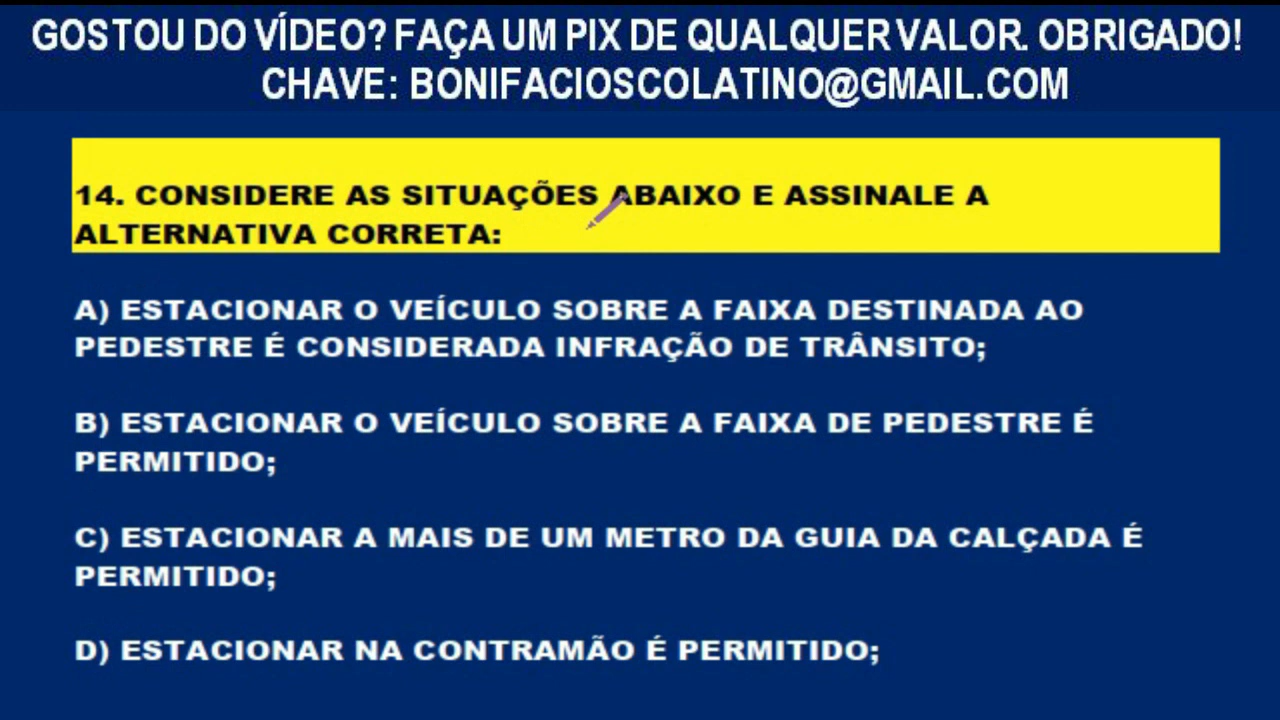 GOSTOU DO VÍDEO? FAÇA UM PIX DE QUALQUER VALOR. OBRIGADO!
CHAVE: BONIFACIOSCOLATINO@GMAIL.COM
14. CONSIDERE AS SITUAÇÕES ABAIXO E ASSINALE A
ALTERNATIVA CORRETA:
A) ESTACIONAR O VEÍCULO SOBRE A FAIXA DESTINADA AO
PEDESTRE É CONSIDERADA INFRAÇÃO DE TRÂNSITO;
B) ESTACIONAR O VEÍCULO SOBRE A FAIXA DE PEDESTRE É
PERMITIDO;
C) ESTACIONAR A MAIS DE UM METRO DA GUIA DA CALÇADA É
PERMITIDO;
D) ESTACIONAR NA CONTRAMÃO É PERMITIDO;